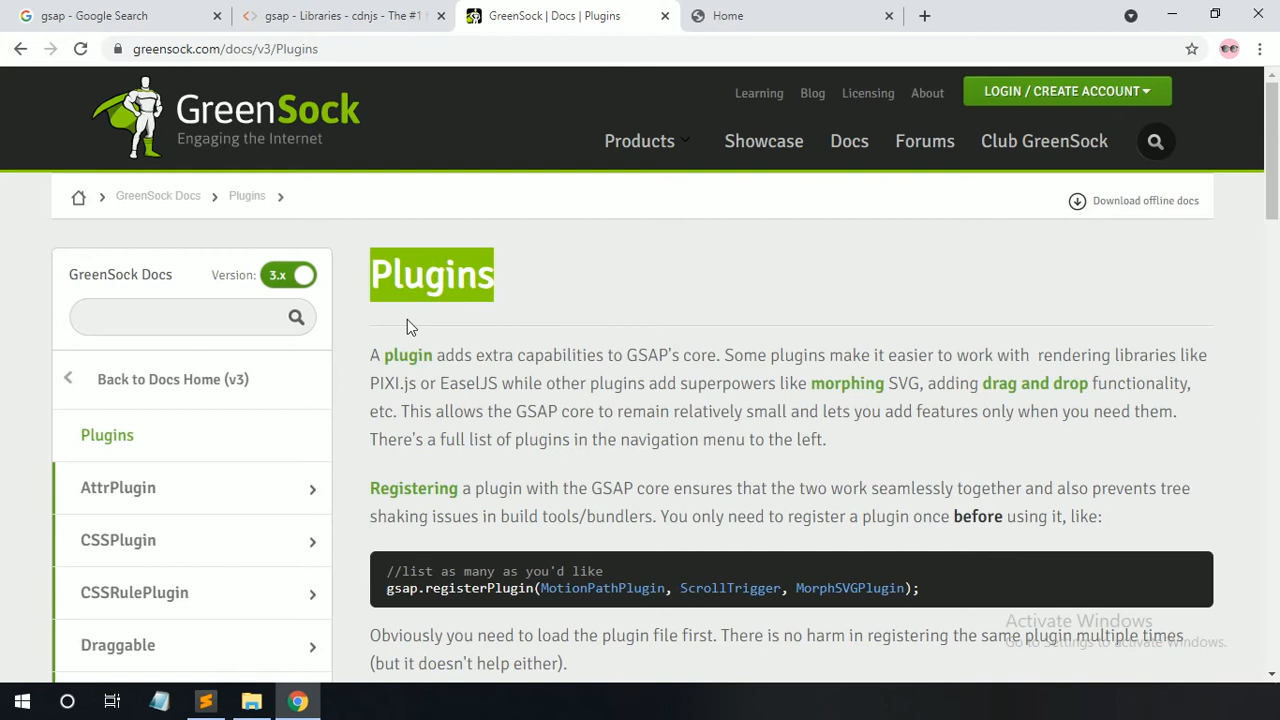 gsap - Google Search
gsap - Libraries - cdnjs - The #1 f
GreenSock | Docs | Plugins
Home
greensock.com/docs/v3/Plugins
GreenSock
Engaging the Internet
Learning Blog Licensing About
LOGIN / CREATE ACCOUNT
Products Showcase Docs Forums Club GreenSock
GreenSock Docs Plugins
Download offline docs
GreenSock Docs Version: 3.x
Back to Docs Home (v3)
Plugins
AttrPlugin
CSSPlugin
CSSRulePlugin
Draggable
Plugins
A plugin adds extra capabilities to GSAP's core. Some plugins make it easier to work with rendering libraries like
PIXI.js or EaselJS while other plugins add superpowers like morphing SVG, adding drag and drop functionality,
etc. This allows the GSAP core to remain relatively small and lets you add features only when you need them.
There's a full list of plugins in the navigation menu to the left.
Registering a plugin with the GSAP core ensures that the two work seamlessly together and also prevents tree
shaking issues in build tools/bundlers. You only need to register a plugin once before using it, like:
//list as many as you'd like
gsap.registerPlugin(MotionPathPlugin, ScrollTrigger, MorphSVGPlugin);
Obviously you need to load the plugin file first. There is no harm in registering the same plugin multiple times
(but it doesn't help either).
Activate Windows
Go to Settings to activate Windows.